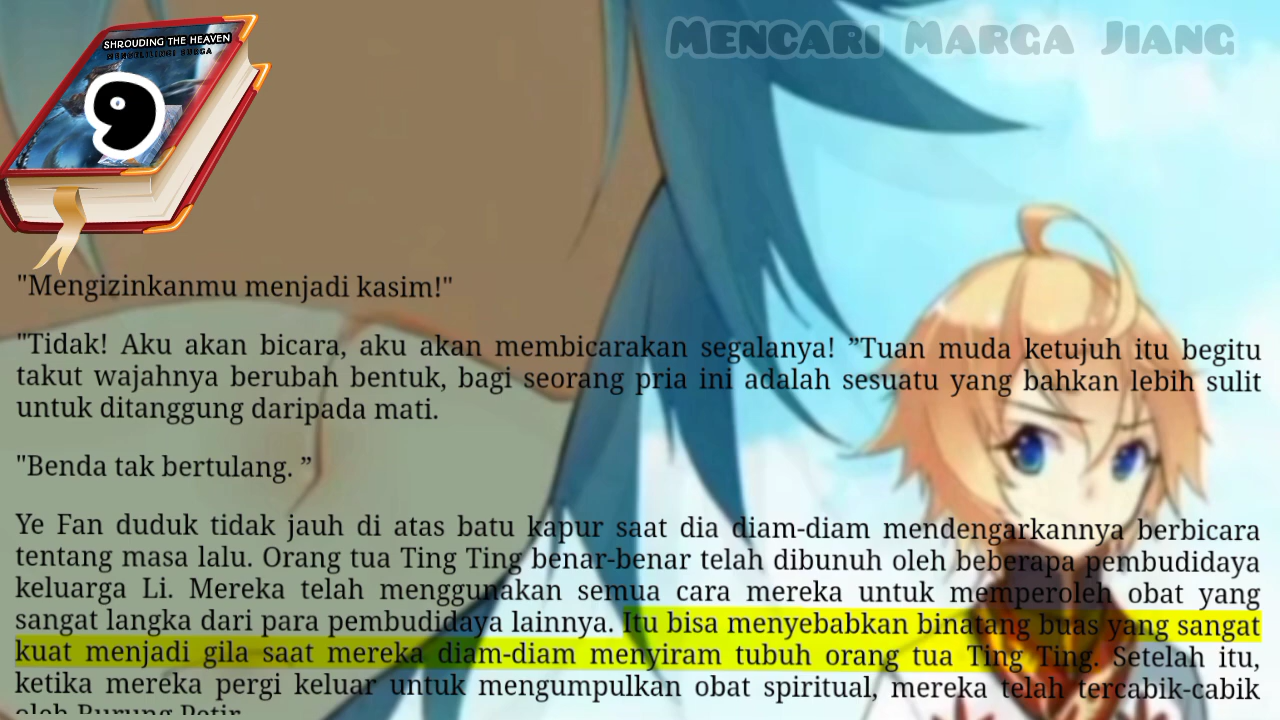 SHROUDING THE HEAVEN
9
MENCARI MARGA JIANG
"Mengizinkanmu menjadi kasim!"
"Tidak! Aku akan bicara, aku akan membicarakan segalanya! ”Tuan muda ketujuh itu begitu
takut wajahnya berubah bentuk, bagi seorang pria ini adalah sesuatu yang bahkan lebih sulit
untuk ditanggung daripada mati.
"Benda tak bertulang. ”
Ye Fan duduk tidak jauh di atas batu kapur saat dia diam-diam mendengarkannya berbicara
tentang masa lalu. Orang tua Ting Ting benar-benar telah dibunuh oleh beberapa pembudidaya
keluarga Li. Mereka telah menggunakan semua cara mereka untuk memperoleh obat yang
sangat langka dari para pembudidaya lainnya. Itu bisa menyebabkan binatang buas yang sangat
kuat menjadi gila saat mereka diam-diam menyiram tubuh orang tua Ting Ting. Setelah itu,
ketika mereka pergi keluar untuk mengumpulkan obat spiritual, mereka telah tercabik-cabik
oleh Burung Petir